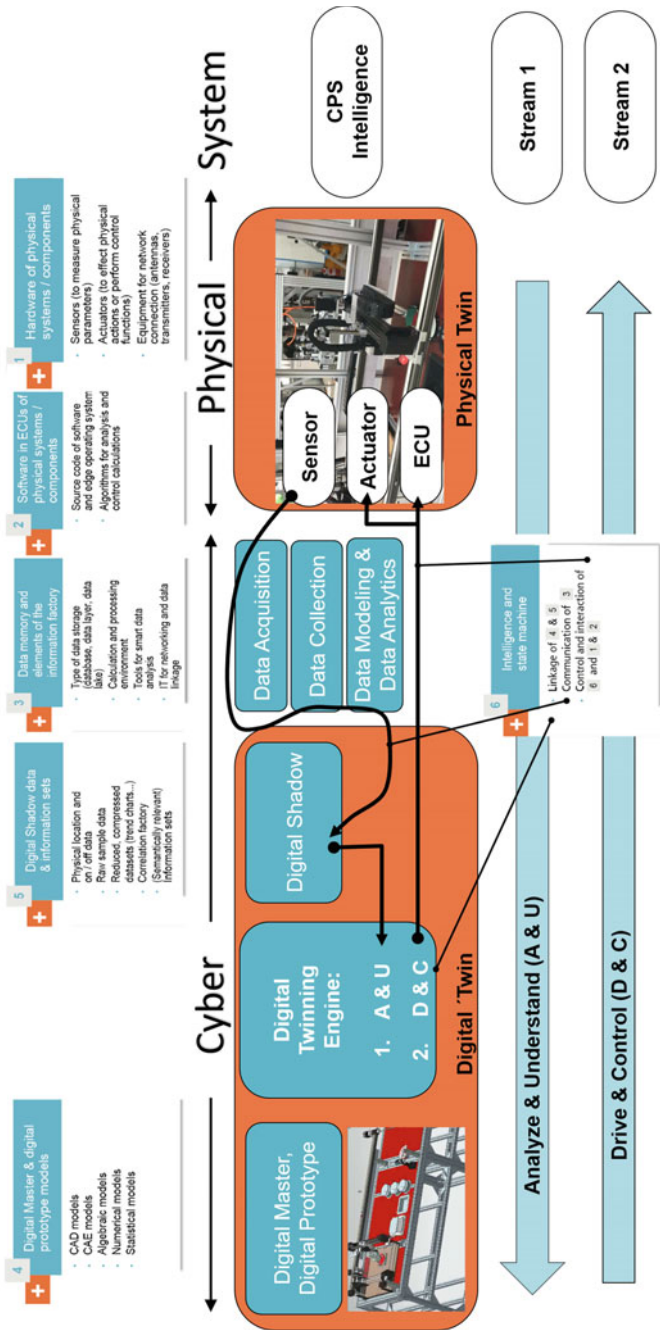 4
Digital Master & digital
prototype models
CAD models
CAE models
Algebraic models
Numerical models
Statistical models
5
Digital Shadow data
& information sets
Physical location and
on / off data
Raw sample data
Reduced, compressed
datasets (trend charts...)
Correlation factory
(Semantically relevant)
Information sets
3
Data memory and
elements of the
information factory
Type of data storage
(database, data layer, data
lake)
Calculation and processing
environment
Tools for smart data
analysis
IT for networking and data
linkage
2
Software in ECUs of
physical systems /
components
Source code of software
and edge operating system
Algorithms for analysis and
control calculations
1
Hardware of physical
systems / components
Sensors (to measure physical
parameters)
Actuators (to effect physical
actions or perform control
functions)
Equipment for network
connection (antennas,
transmitters, receivers)
Cyber
Physical
System
Digital Master,
Digital Prototype
Digital
Twinning
Engine:
1. A & U
2. D & C
Digital Shadow
Digital ´Twin
Data Acquisition
Data Collection
Data Modeling &
Data Analytics
Sensor
Actuator
ECU
Physical Twin
CPS
Intelligence
6
Intelligence and
state machine
Linkage of 4 & 5
Communication of 3
Control and interaction of
6 and 1 & 2
Analyze & Understand (A & U)
Stream 1
Drive & Control (D & C)
Stream 2